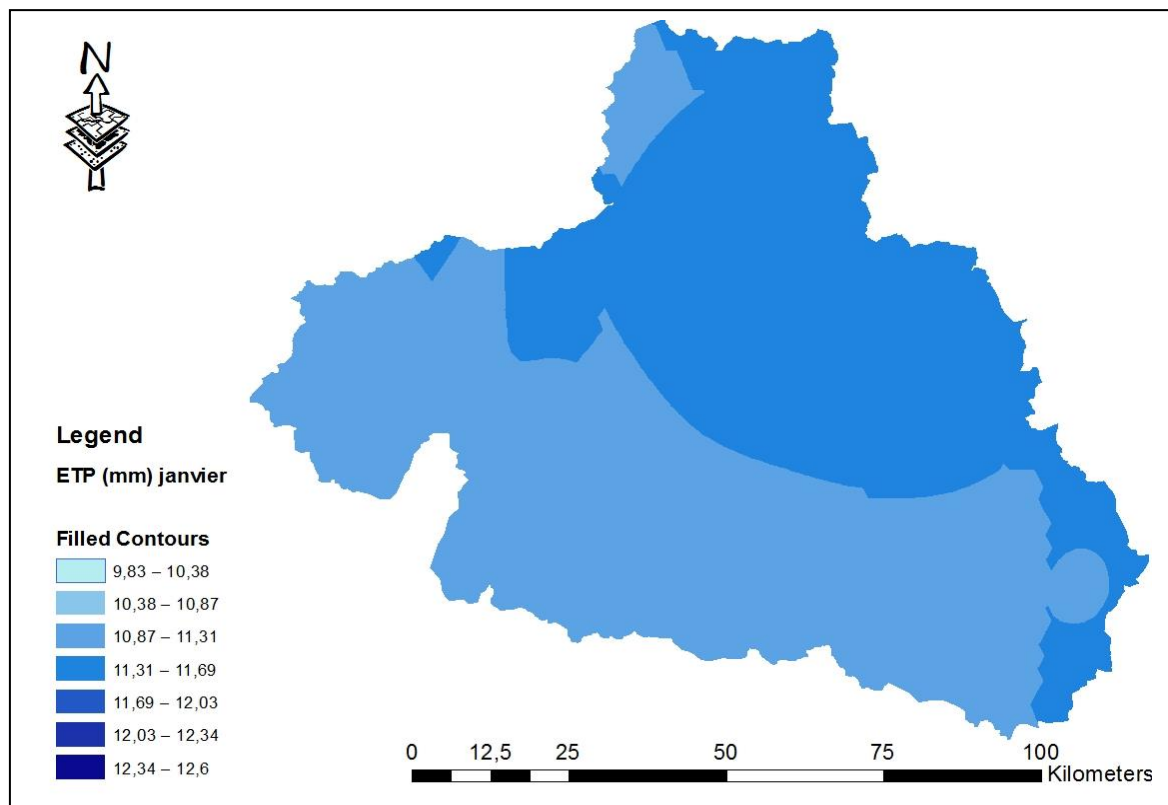 N
Legend
ETP (mm) janvier
Filled Contours
9,83 – 10,38
10,38 – 10,87
10,87 – 11,31
11,31 – 11,69
11,69 – 12,03
12,03 – 12,34
12,34 – 12,6
0 12,5 25 50 75 100
Kilometers